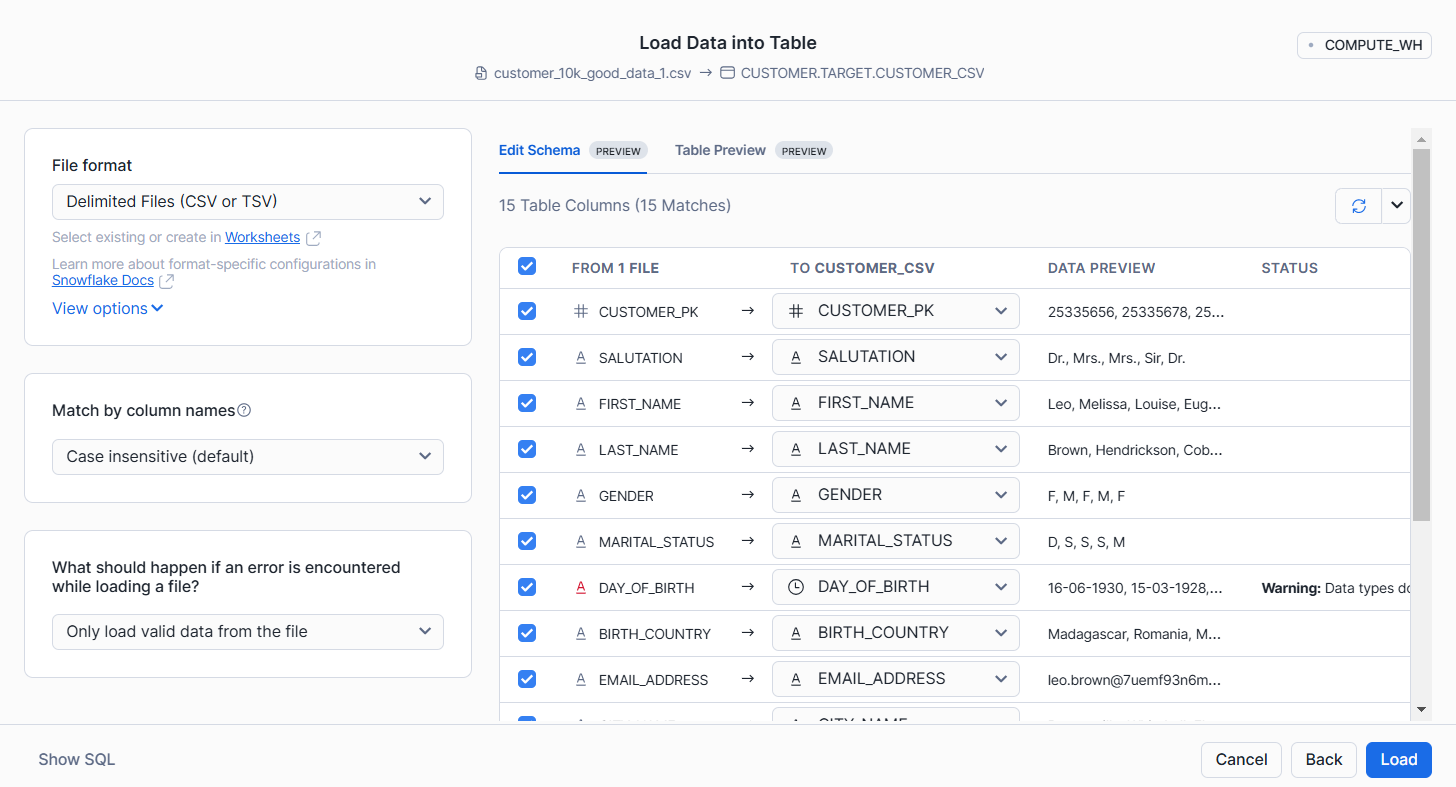 Load Data into Table
customer_10k_good_data_1.csv → CUSTOMER.TARGET.CUSTOMER_CSV
COMPUTE_WH
File format
Delimited Files (CSV or TSV)
Select existing or create in Worksheets
Learn more about format-specific configurations in
Snowflake Docs
View options
Match by column names
Case insensitive (default)
What should happen if an error is encountered
while loading a file?
Only load valid data from the file
Edit Schema PREVIEW Table Preview PREVIEW
15 Table Columns (15 Matches)
FROM 1 FILE TO CUSTOMER_CSV DATA PREVIEW STATUS
# CUSTOMER_PK → # CUSTOMER_PK 25335656, 25335678, 25...
A SALUTATION → A SALUTATION Dr., Mrs., Mrs., Sir, Dr.
A FIRST_NAME → A FIRST_NAME Leo, Melissa, Louise, Eug...
A LAST_NAME → A LAST_NAME Brown, Hendrickson, Cob...
A GENDER → A GENDER F, M, F, M, F
A MARITAL_STATUS → A MARITAL_STATUS D, S, S, S, M
A DAY_OF_BIRTH → DAY_OF_BIRTH 16-06-1930, 15-03-1928,... Warning: Data types do
A BIRTH_COUNTRY → A BIRTH_COUNTRY Madagascar, Romania, M...
A EMAIL_ADDRESS → A EMAIL_ADDRESS leo.brown@7uemf93n6m...
CITY_NAME
Show SQL
Cancel Back Load